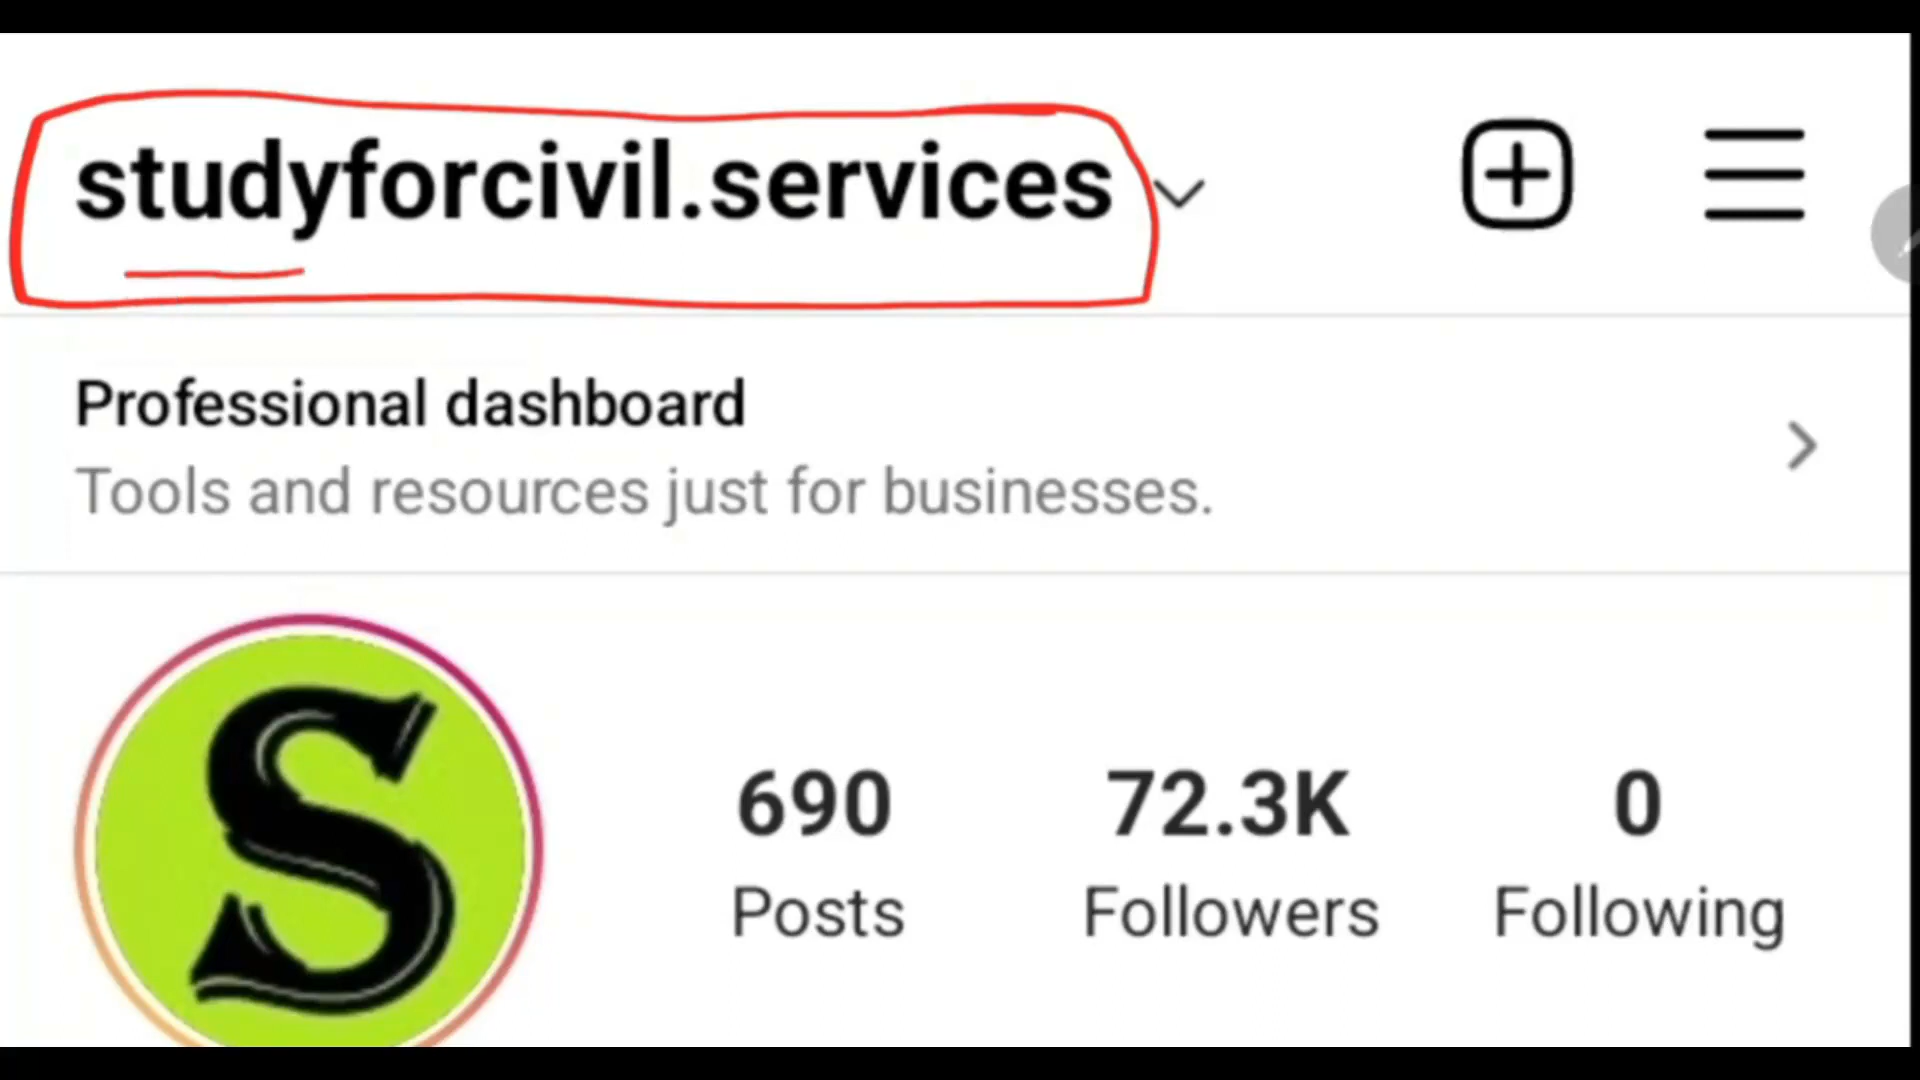 studyforcivil.services
Professional dashboard
Tools and resources just for businesses.
S
690 72.3K 0
Posts Followers Following